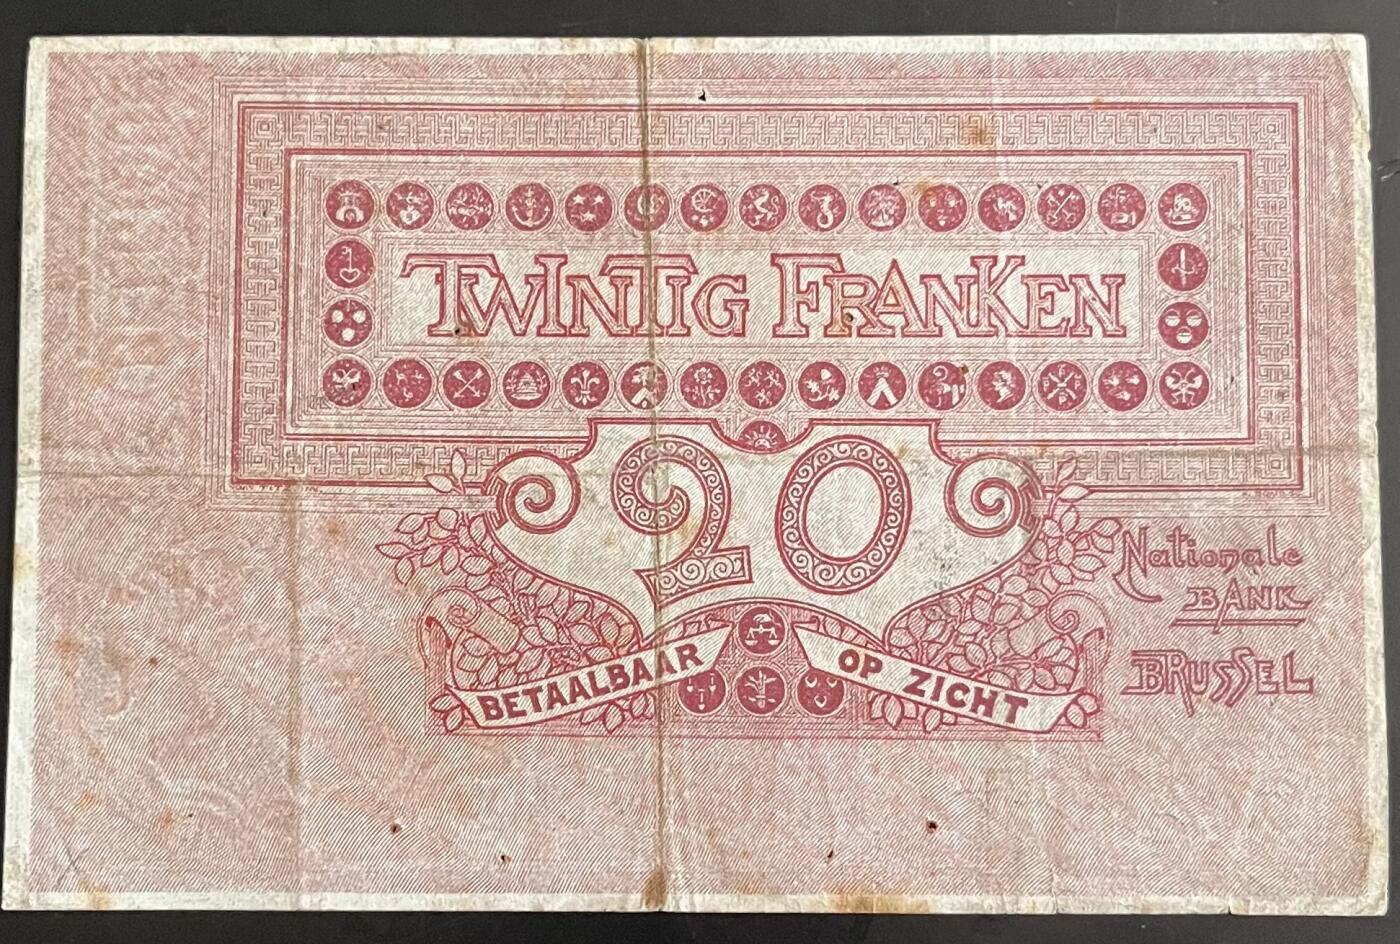 TWINTIG FRANKEN
20
Nationale
BANK
BRUSSEL
BETAALBAAR OP ZICHT